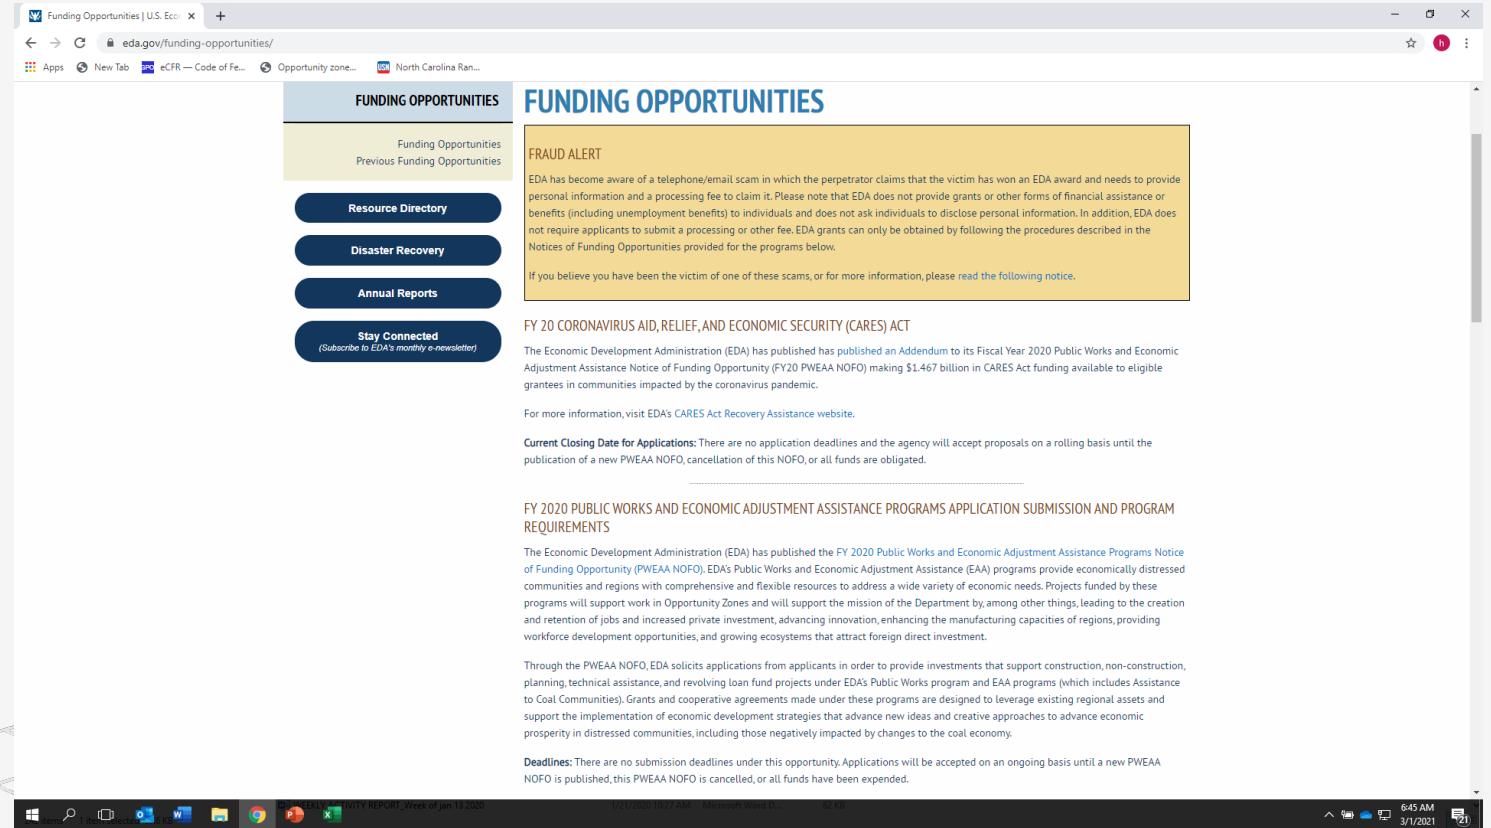 Funding Opportunities | U.S. Eco
eda.gov/funding-opportunities/
h
Apps New Tab eCFR — Code of Fe... Opportunity zone... North Carolina Ran...
FUNDING OPPORTUNITIES
Funding Opportunities
Previous Funding Opportunities
Resource Directory
Disaster Recovery
Annual Reports
Stay Connected
(Subscribe to EDA's monthly e-newsletter)
FUNDING OPPORTUNITIES
FRAUD ALERT
EDA has become aware of a telephone/email scam in which the perpetrator claims that the victim has won an EDA award and needs to provide
personal information and a processing fee to claim it. Please note that EDA does not provide grants or other forms of financial assistance or
benefits (including unemployment benefits) to individuals and does not ask individuals to disclose personal information. In addition, EDA does
not require applicants to submit a processing or other fee. EDA grants can only be obtained by following the procedures described in the
Notices of Funding Opportunities provided for the programs below.
If you believe you have been the victim of one of these scams, or for more information, please read the following notice.
FY 20 CORONAVIRUS AID, RELIEF, AND ECONOMIC SECURITY (CARES) ACT
The Economic Development Administration (EDA) has published has published an Addendum to its Fiscal Year 2020 Public Works and Economic
Adjustment Assistance Notice of Funding Opportunity (FY20 PWEAA NOFO) making $1.467 billion in CARES Act funding available to eligible
grantees in communities impacted by the coronavirus pandemic.
For more information, visit EDA's CARES Act Recovery Assistance website.
Current Closing Date for Applications: There are no application deadlines and the agency will accept proposals on a rolling basis until the
publication of a new PWEAA NOFO, cancellation of this NOFO, or all funds are obligated.
FY 2020 PUBLIC WORKS AND ECONOMIC ADJUSTMENT ASSISTANCE PROGRAMS APPLICATION SUBMISSION AND PROGRAM
REQUIREMENTS
The Economic Development Administration (EDA) has published the FY 2020 Public Works and Economic Adjustment Assistance Programs Notice
of Funding Opportunity (PWEAA NOFO). EDA's Public Works and Economic Adjustment Assistance (EAA) programs provide economically distressed
communities and regions with comprehensive and flexible resources to address a wide variety of economic needs. Projects funded by these
programs will support work in Opportunity Zones and will support the mission of the Department by, among other things, leading to the creation
and retention of jobs and increased private investment, advancing innovation, enhancing the manufacturing capacities of regions, providing
workforce development opportunities, and growing ecosystems that attract foreign direct investment.
Through the PWEAA NOFO, EDA solicits applications from applicants in order to provide investments that support construction, non-construction,
planning, technical assistance, and revolving loan fund projects under EDA's Public Works program and EAA programs (which includes Assistance
to Coal Communities). Grants and cooperative agreements made under these programs are designed to leverage existing regional assets and
support the implementation of economic development strategies that advance new ideas and creative approaches to advance economic
prosperity in distressed communities, including those negatively impacted by changes to the coal economy.
Deadlines: There are no submission deadlines under this opportunity. Applications will be accepted on an ongoing basis until a new PWEAA
NOFO is published, this PWEAA NOFO is cancelled, or all funds have been expended.
WEEKLY ACTIVITY REPORT_Week of jan 13 2020 1/21/2020 10:27 AM Microsoft Word D... 62 KB
6:45 AM
3/1/2021
21